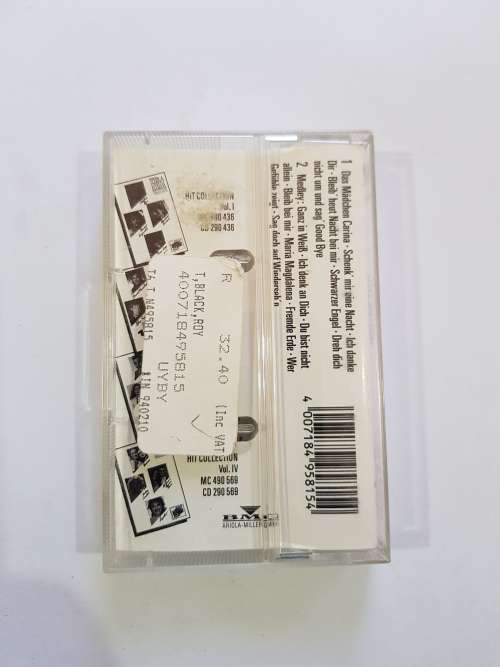 1 Das Mädchen Carina · Schenk' mir eine Nacht · Ich danke
Dir · Bleib' heut Nacht bei mir · Schwarzer Engel · Dreh dich
nicht um und sag' Good Bye
2 Medley: Ganz in Weiß · Ich denk an Dich · Du bist nicht
allein · Bleib bei mir · Maria Magdalena · Fremde Erde · Wer
Gefühle zeigt · Sag doch auf Wiederseh'n
4 007184 958154
HIT COLLECTION
Vol. I
MC 490 436
CD 290 436
R 32.40 (Inc VAT
T,BLACK,ROY
400718495815
UYBY
TA.T N495815
BIN 940210
HIT COLLECTION
Vol. IV
MC 490 569
CD 290 569
BMG
ARIOLA-MILLER